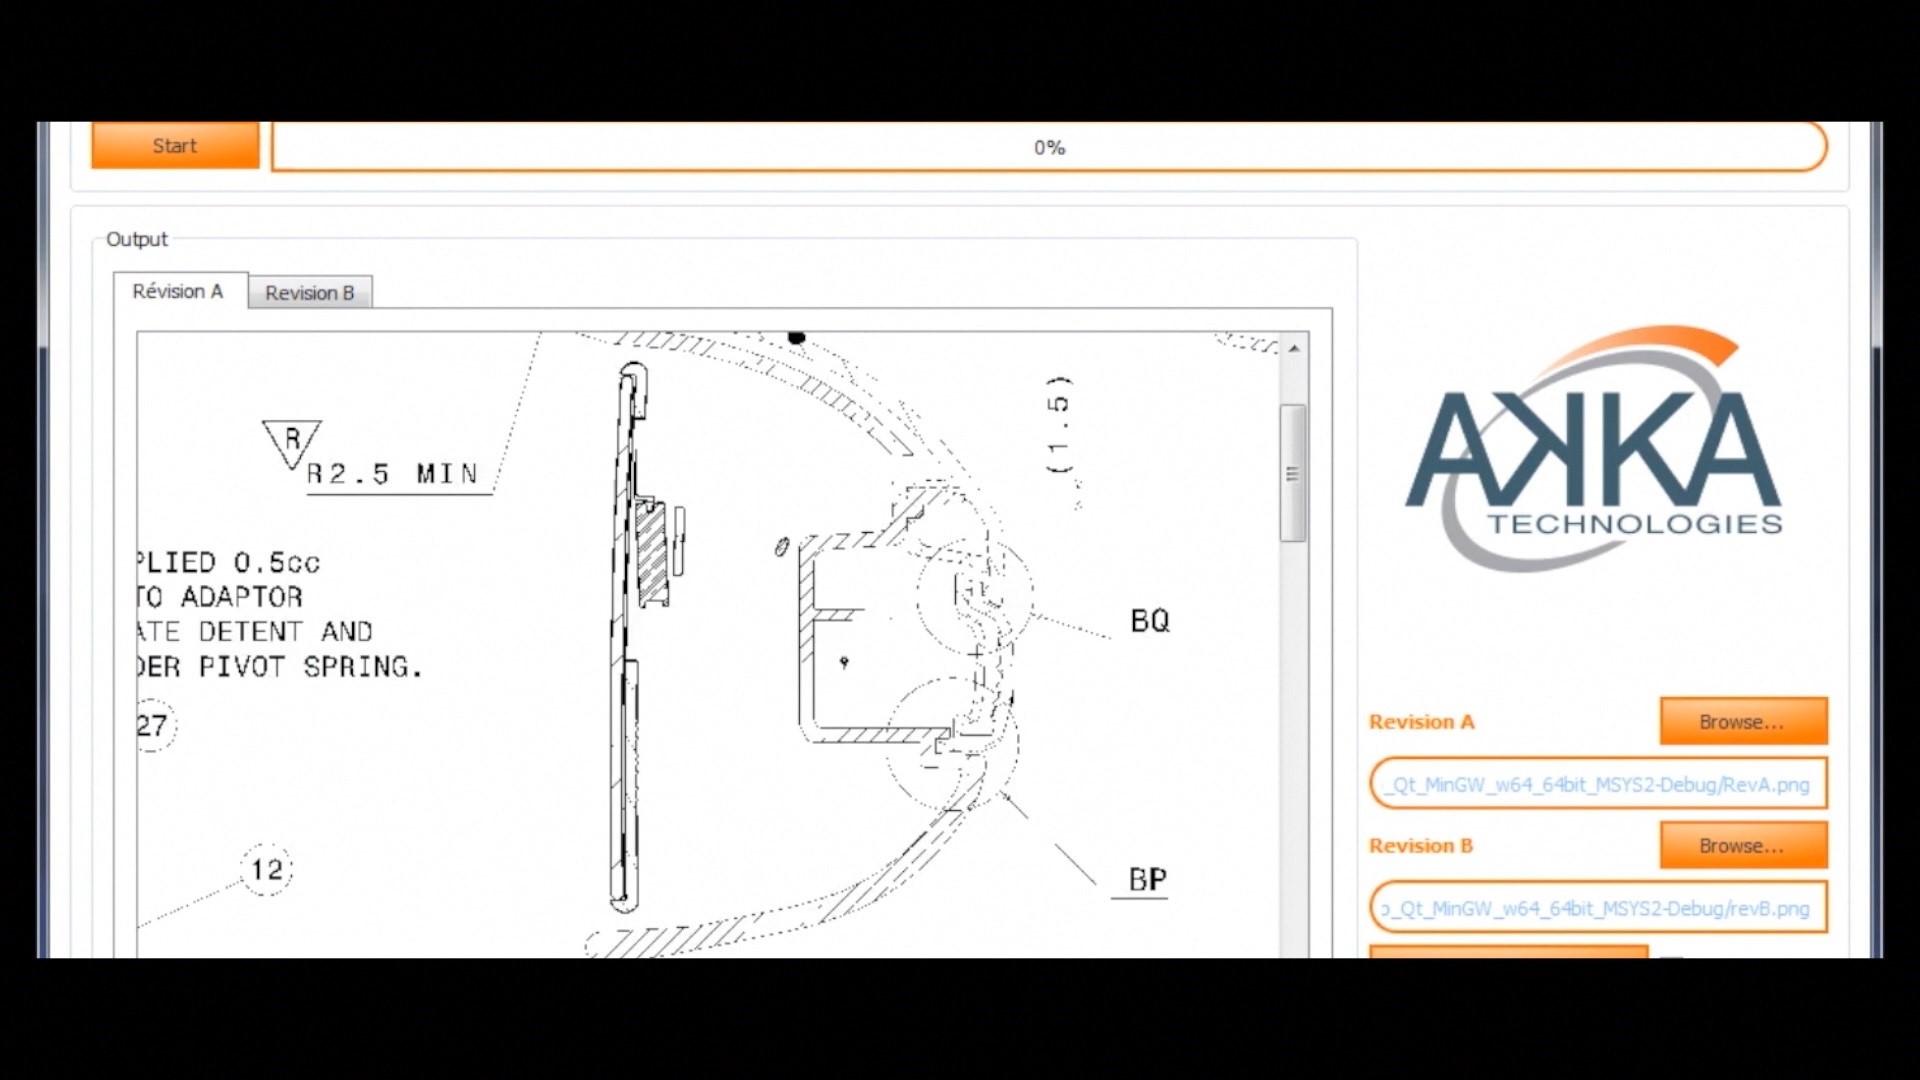 Start
0%
Output
Révision A
Revision B
(1.5)
R
R2.5 MIN
PLIED 0.5cc
TO ADAPTOR
ATE DETENT AND
DER PIVOT SPRING.
27
12
BQ
BP
AKKA
TECHNOLOGIES
Revision A
Browse...
_Qt_MinGW_w64_64bit_MSYS2-Debug/RevA.png
Revision B
Browse...
o_Qt_MinGW_w64_64bit_MSYS2-Debug/revB.png